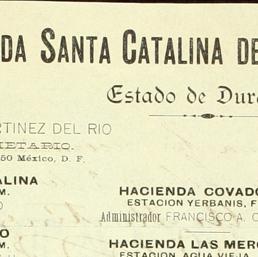 DA SANTA CATALINA DE
Estado de Dur
RTINEZ DEL RIO
IETARIO.
50 México, D. F.
ALINA
M.
HACIENDA COVADO
ESTACION YERBANIS, F
Administrador FRANCISCO A. C
O
M.
HACIENDA LAS MER
ESTACION, AGUA VIEJA